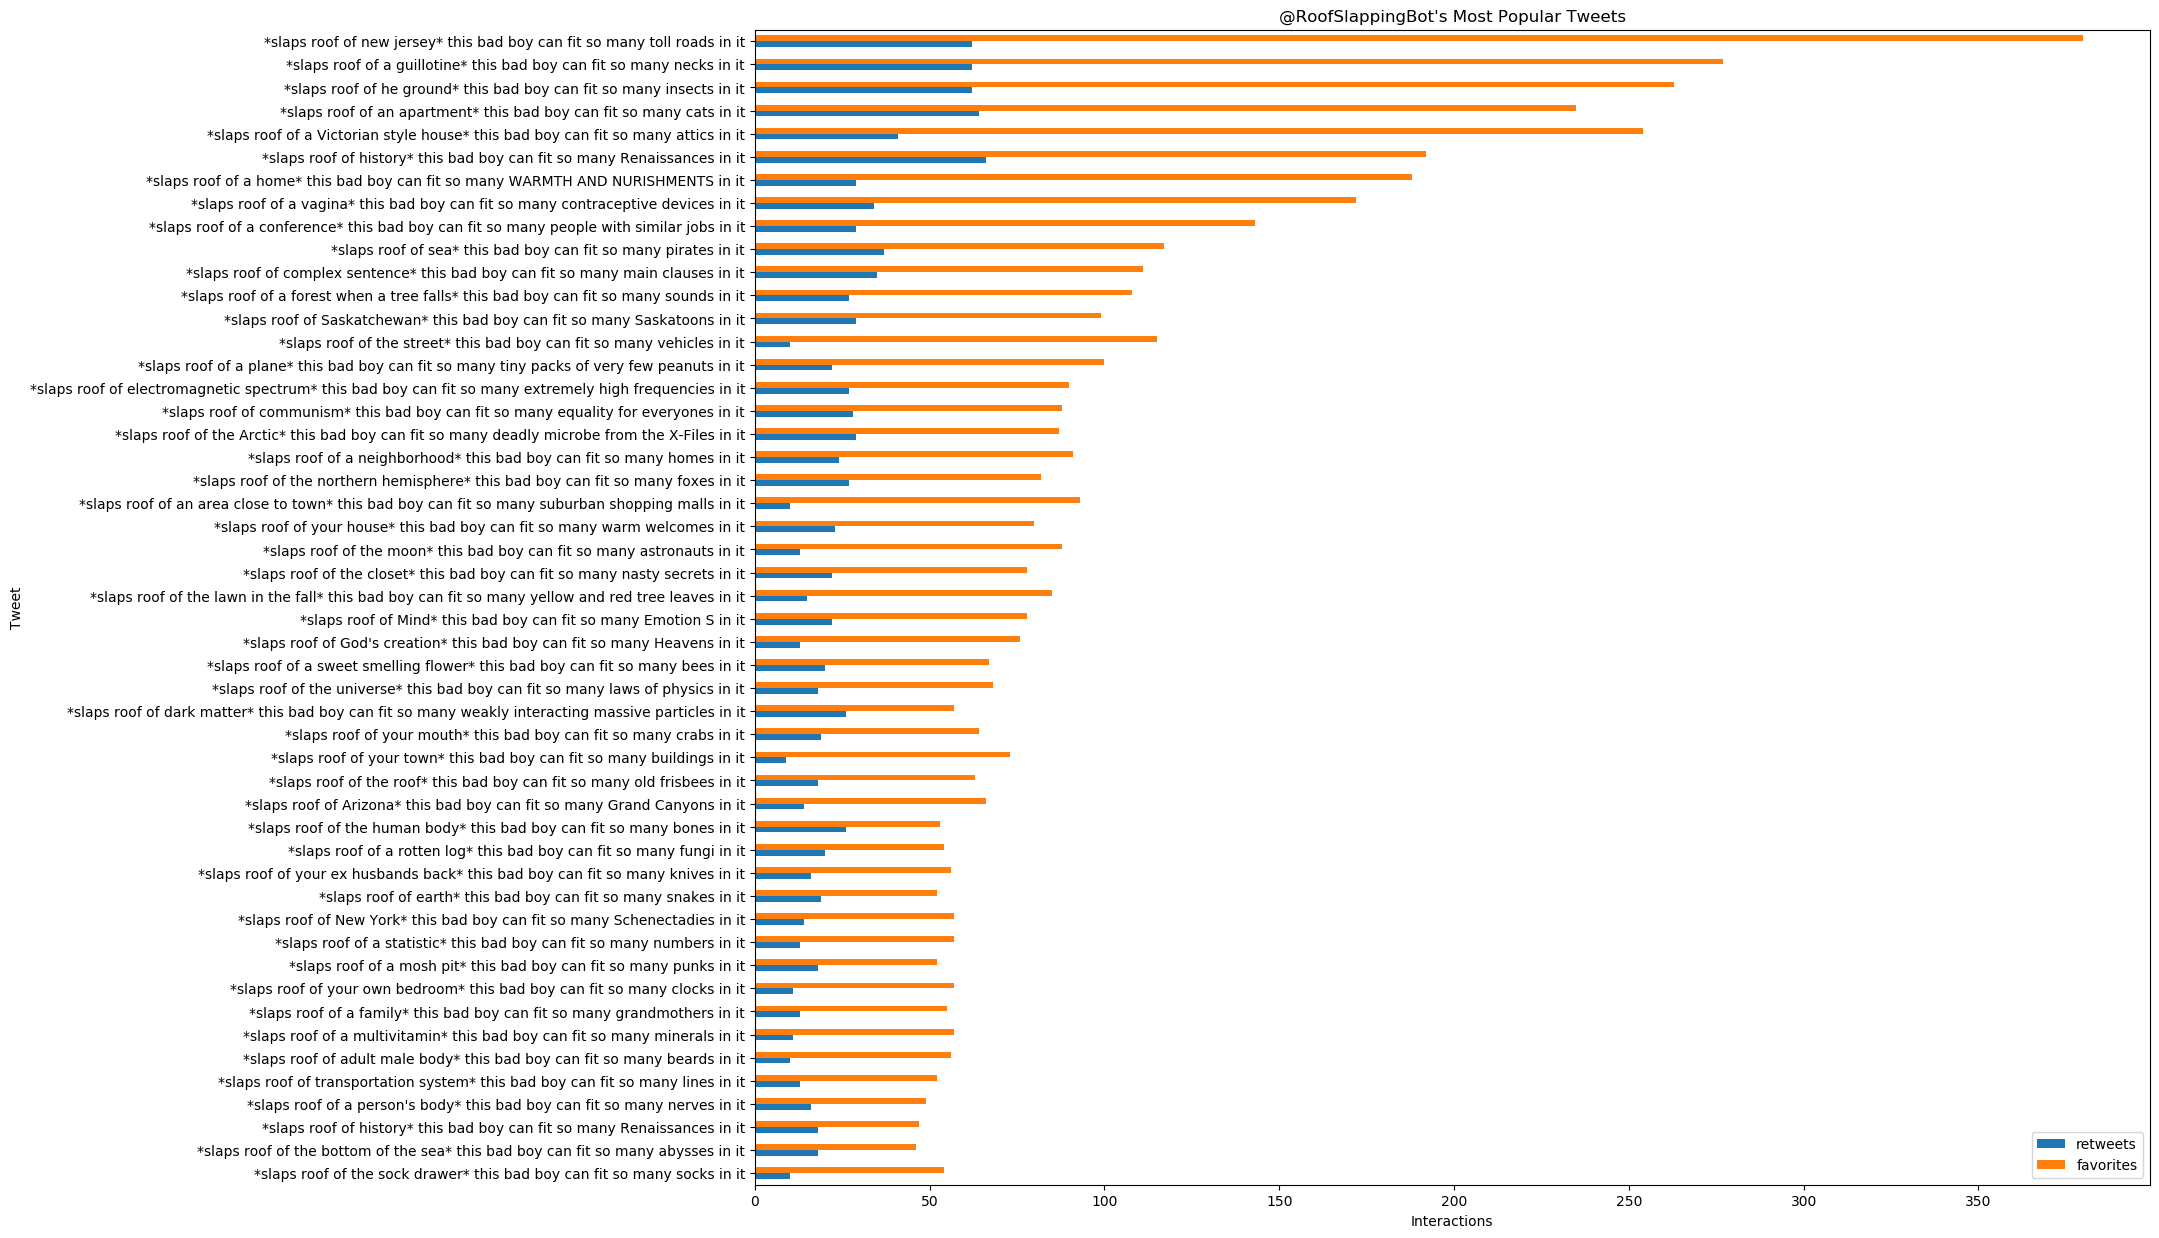 @RoofSlappingBot's Most Popular Tweets
Tweet
*slaps roof of new jersey* this bad boy can fit so many toll roads in it
*slaps roof of a guillotine* this bad boy can fit so many necks in it
*slaps roof of he ground* this bad boy can fit so many insects in it
*slaps roof of an apartment* this bad boy can fit so many cats in it
*slaps roof of a Victorian style house* this bad boy can fit so many attics in it
*slaps roof of history* this bad boy can fit so many Renaissances in it
*slaps roof of a home* this bad boy can fit so many WARMTH AND NURISHMENTS in it
*slaps roof of a vagina* this bad boy can fit so many contraceptive devices in it
*slaps roof of a conference* this bad boy can fit so many people with similar jobs in it
*slaps roof of sea* this bad boy can fit so many pirates in it
*slaps roof of complex sentence* this bad boy can fit so many main clauses in it
*slaps roof of a forest when a tree falls* this bad boy can fit so many sounds in it
*slaps roof of Saskatchewan* this bad boy can fit so many Saskatoons in it
*slaps roof of the street* this bad boy can fit so many vehicles in it
*slaps roof of a plane* this bad boy can fit so many tiny packs of very few peanuts in it
*slaps roof of electromagnetic spectrum* this bad boy can fit so many extremely high frequencies in it
*slaps roof of communism* this bad boy can fit so many equality for everyones in it
*slaps roof of the Arctic* this bad boy can fit so many deadly microbe from the X-Files in it
*slaps roof of a neighborhood* this bad boy can fit so many homes in it
*slaps roof of the northern hemisphere* this bad boy can fit so many foxes in it
*slaps roof of an area close to town* this bad boy can fit so many suburban shopping malls in it
*slaps roof of your house* this bad boy can fit so many warm welcomes in it
*slaps roof of the moon* this bad boy can fit so many astronauts in it
*slaps roof of the closet* this bad boy can fit so many nasty secrets in it
*slaps roof of the lawn in the fall* this bad boy can fit so many yellow and red tree leaves in it
*slaps roof of Mind* this bad boy can fit so many Emotion S in it
*slaps roof of God's creation* this bad boy can fit so many Heavens in it
*slaps roof of a sweet smelling flower* this bad boy can fit so many bees in it
*slaps roof of the universe* this bad boy can fit so many laws of physics in it
*slaps roof of dark matter* this bad boy can fit so many weakly interacting massive particles in it
*slaps roof of your mouth* this bad boy can fit so many crabs in it
*slaps roof of your town* this bad boy can fit so many buildings in it
*slaps roof of the roof* this bad boy can fit so many old frisbees in it
*slaps roof of Arizona* this bad boy can fit so many Grand Canyons in it
*slaps roof of the human body* this bad boy can fit so many bones in it
*slaps roof of a rotten log* this bad boy can fit so many fungi in it
*slaps roof of your ex husbands back* this bad boy can fit so many knives in it
*slaps roof of earth* this bad boy can fit so many snakes in it
*slaps roof of New York* this bad boy can fit so many Schenectadies in it
*slaps roof of a statistic* this bad boy can fit so many numbers in it
*slaps roof of a mosh pit* this bad boy can fit so many punks in it
*slaps roof of your own bedroom* this bad boy can fit so many clocks in it
*slaps roof of a family* this bad boy can fit so many grandmothers in it
*slaps roof of a multivitamin* this bad boy can fit so many minerals in it
*slaps roof of adult male body* this bad boy can fit so many beards in it
*slaps roof of transportation system* this bad boy can fit so many lines in it
*slaps roof of a person's body* this bad boy can fit so many nerves in it
*slaps roof of history* this bad boy can fit so many Renaissances in it
*slaps roof of the bottom of the sea* this bad boy can fit so many abysses in it
*slaps roof of the sock drawer* this bad boy can fit so many socks in it
retweets
favorites
0 50 100 150 200 250 300 350
Interactions